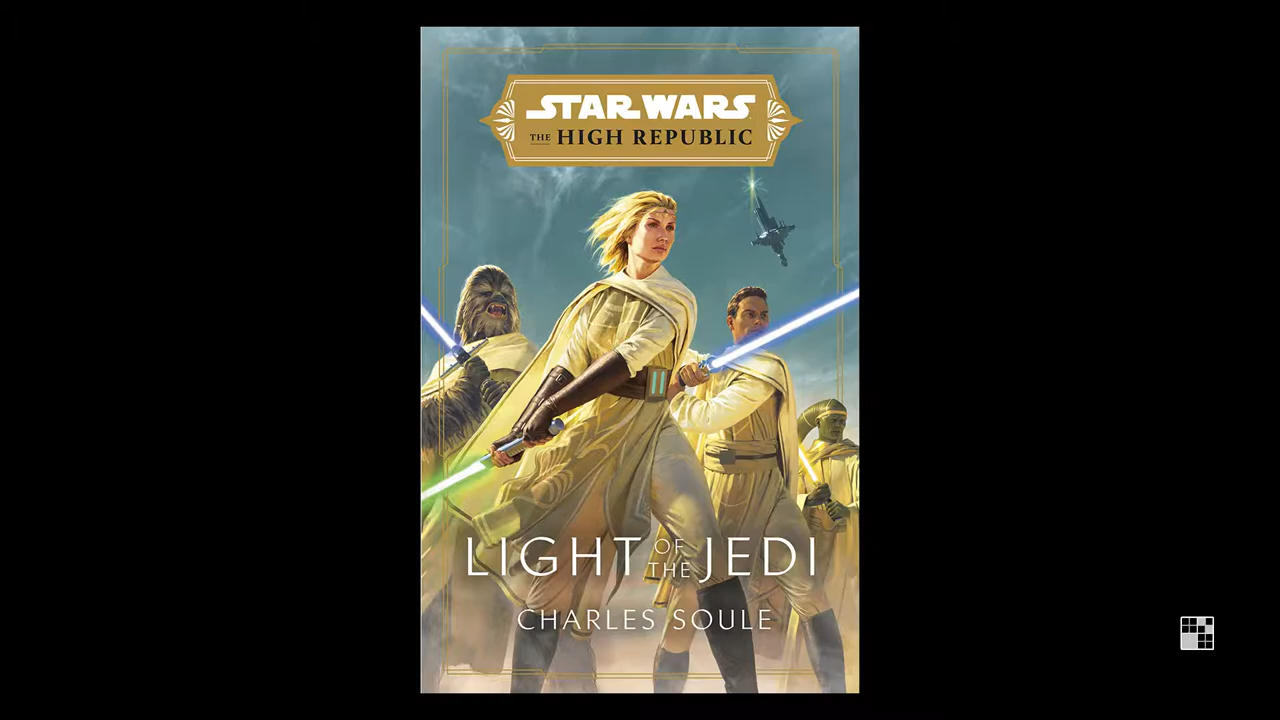 STAR WARS
THE HIGH REPUBLIC
LIGHT OF THE JEDI
CHARLES SOULE